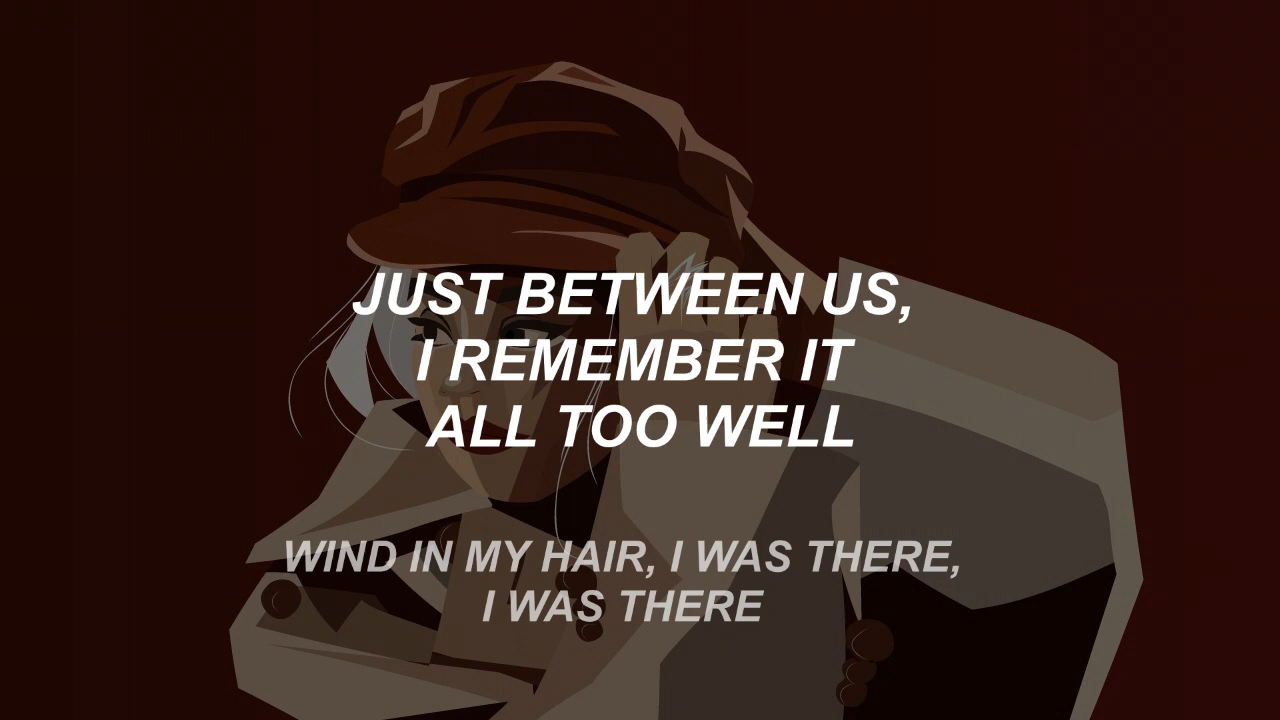 JUST BETWEEN US,
I REMEMBER IT
ALL TOO WELL
WIND IN MY HAIR, I WAS THERE,
I WAS THERE